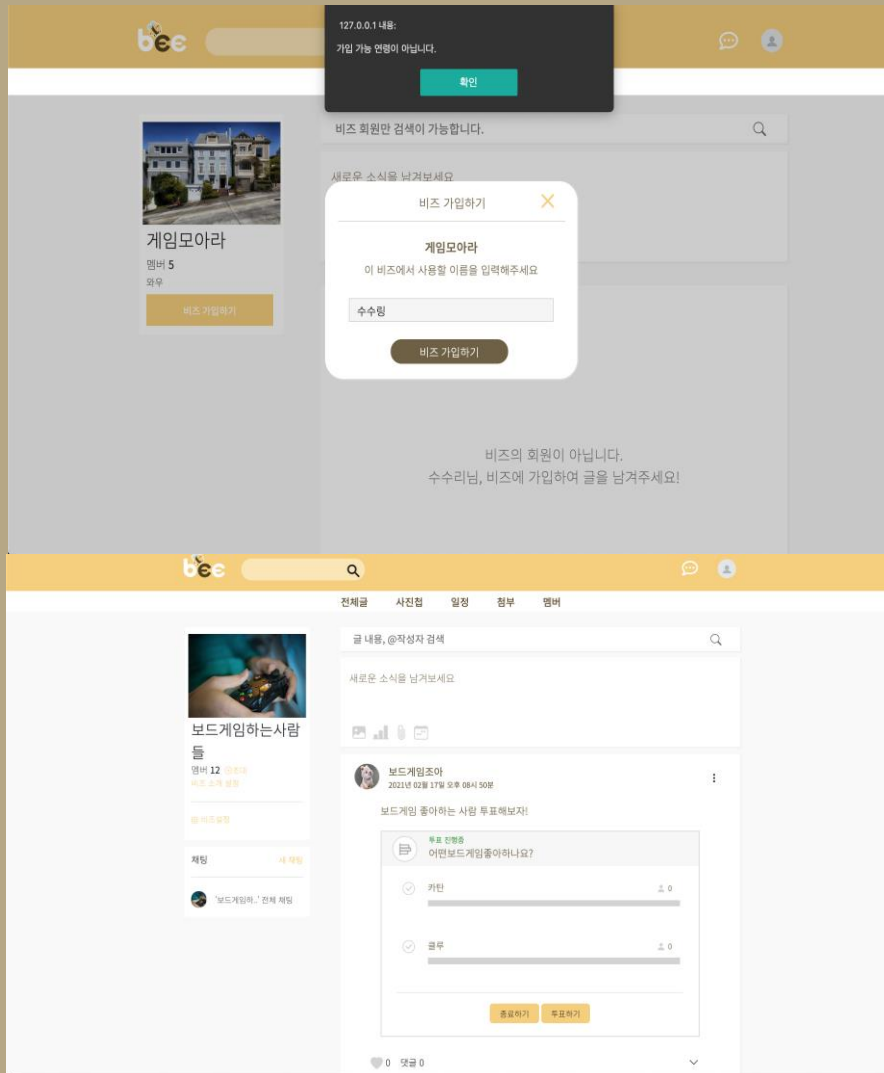 127.0.0.1 내용:
가입 가능 연령이 아닙니다.
확인
bee
비즈 회원만 검색이 가능합니다.
새로운 소식을 남겨보세요
게임모아라
멤버 5
와우
비즈 가입하기
비즈 가입하기
게임모아라
이 비즈에서 사용할 이름을 입력해주세요
수수링
비즈 가입하기
비즈의 회원이 아닙니다.
수수리님, 비즈에 가입하여 글을 남겨주세요!
bee
전체글 사진첩 일정 첨부 멤버
글 내용, @작성자 검색
새로운 소식을 남겨보세요
보드게임하는사람
들
멤버 12 초대
비즈 소개 설정
비즈설정
채팅 새 채팅
'보드게임하..' 전체 채팅
보드게임조아
2021년 02월 17일 오후 08시 50분
보드게임 좋아하는 사람 투표해보자!
투표 진행중
어떤보드게임좋아하나요?
카탄 0
클루 0
종료하기 투표하기
0 댓글 0